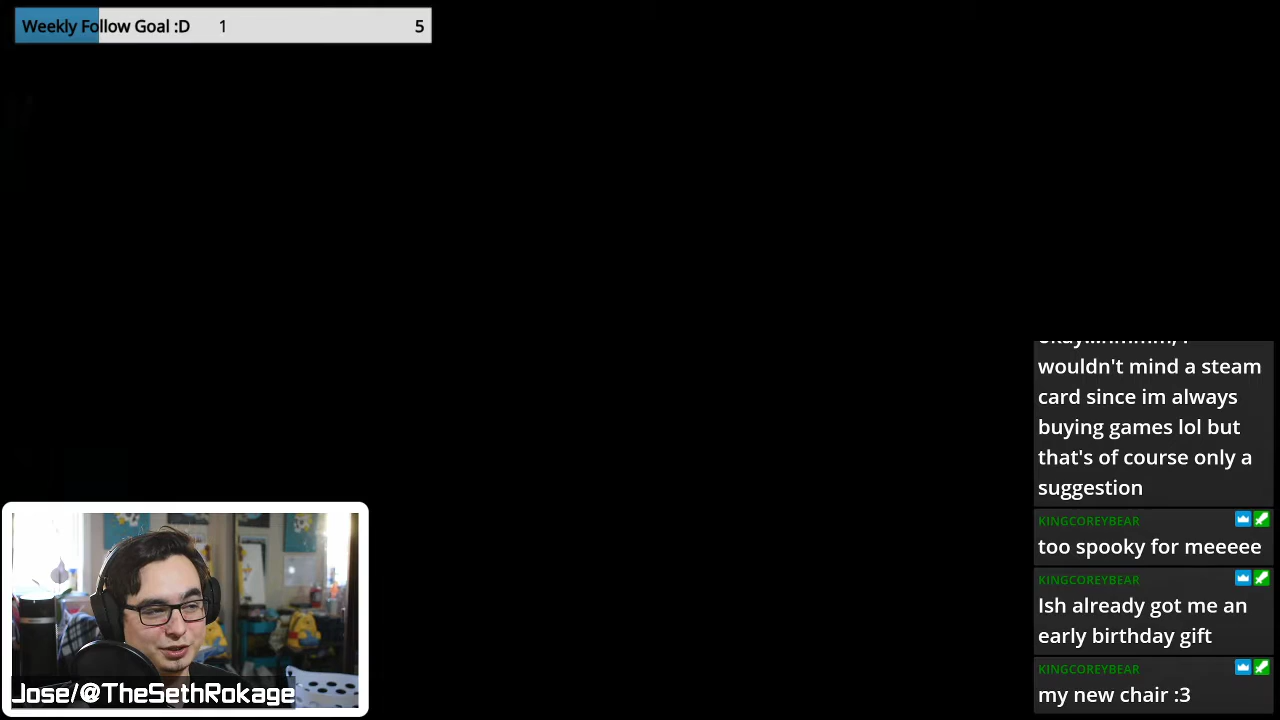 Weekly Follow Goal :D 1 5
wouldn't mind a steam
card since im always
buying games lol but
that's of course only a
suggestion
KINGCOREYBEAR
too spooky for meeeee
KINGCOREYBEAR
Ish already got me an
early birthday gift
KINGCOREYBEAR
my new chair :3
Jose/@TheSethRokage